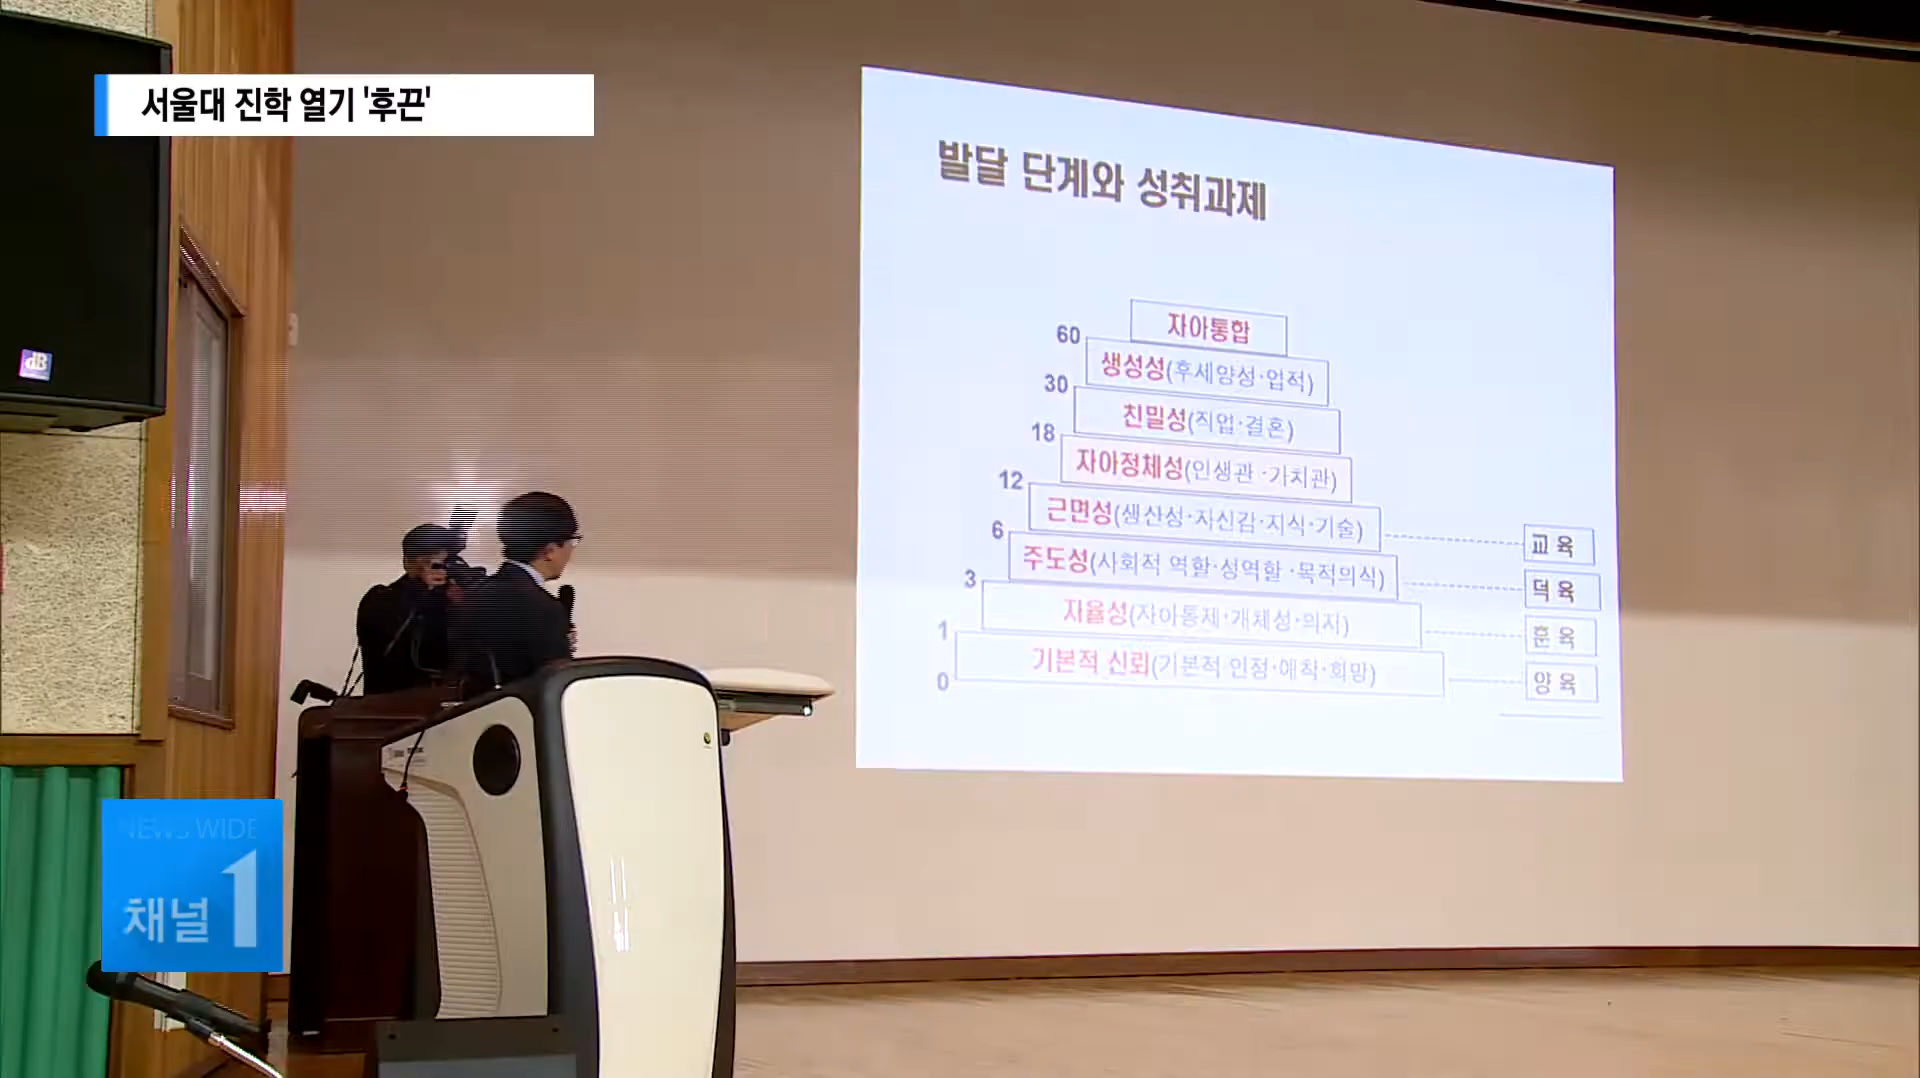 서울대 진학 열기 '후끈'
발달 단계와 성취과제
자아통합
60
생성성(후세양성·업적)
30
친밀성(직업·결혼)
18
자아정체성(인생관·가치관)
12
근면성(생산성·자신감·지식·기술)
교육
6
주도성(사회적 역할·성역할·목적의식)
덕육
3
자율성(자아통제·개체성·의지)
훈육
1
기본적 신뢰(기본적 인정·애착·희망)
양육
0
dB
NEWS WIDE
채널 1